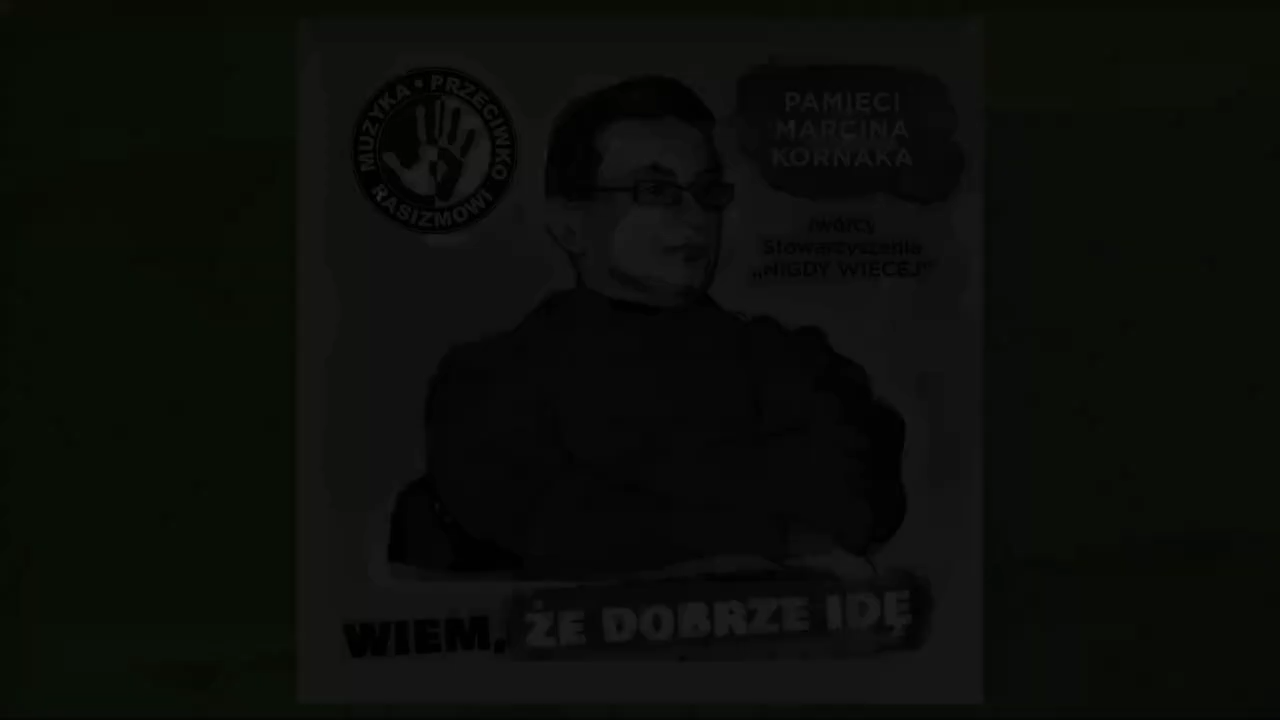 MUZYKA • PRZECIWKO
RASIZMOWI
PAMIĘCI
MARCINA
KORNAKA
twórcy
Stowarzyszenia
„NIGDY WIĘCEJ”
WIEM, ŻE DOBRZE IDĘ